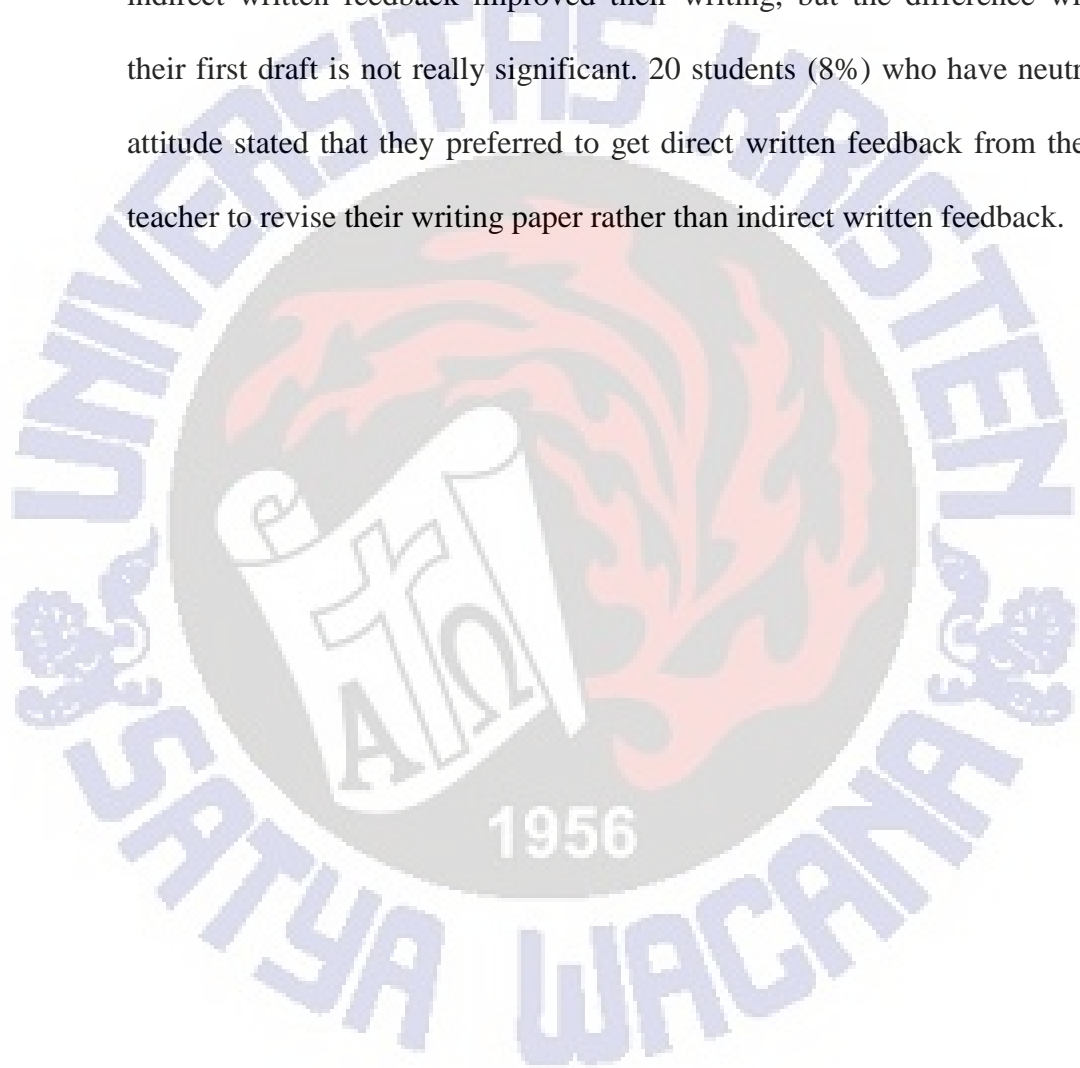 indirect written feedback improved their writing, but the difference
their first draft is not really significant. 20 students (8%) who have
attitude stated that they preferred to get direct written feedback from
teacher to revise their writing paper rather than indirect written feedback.
UNIVERSITAS KRISTEN
ΑΩ
1956
SATYA WACANA